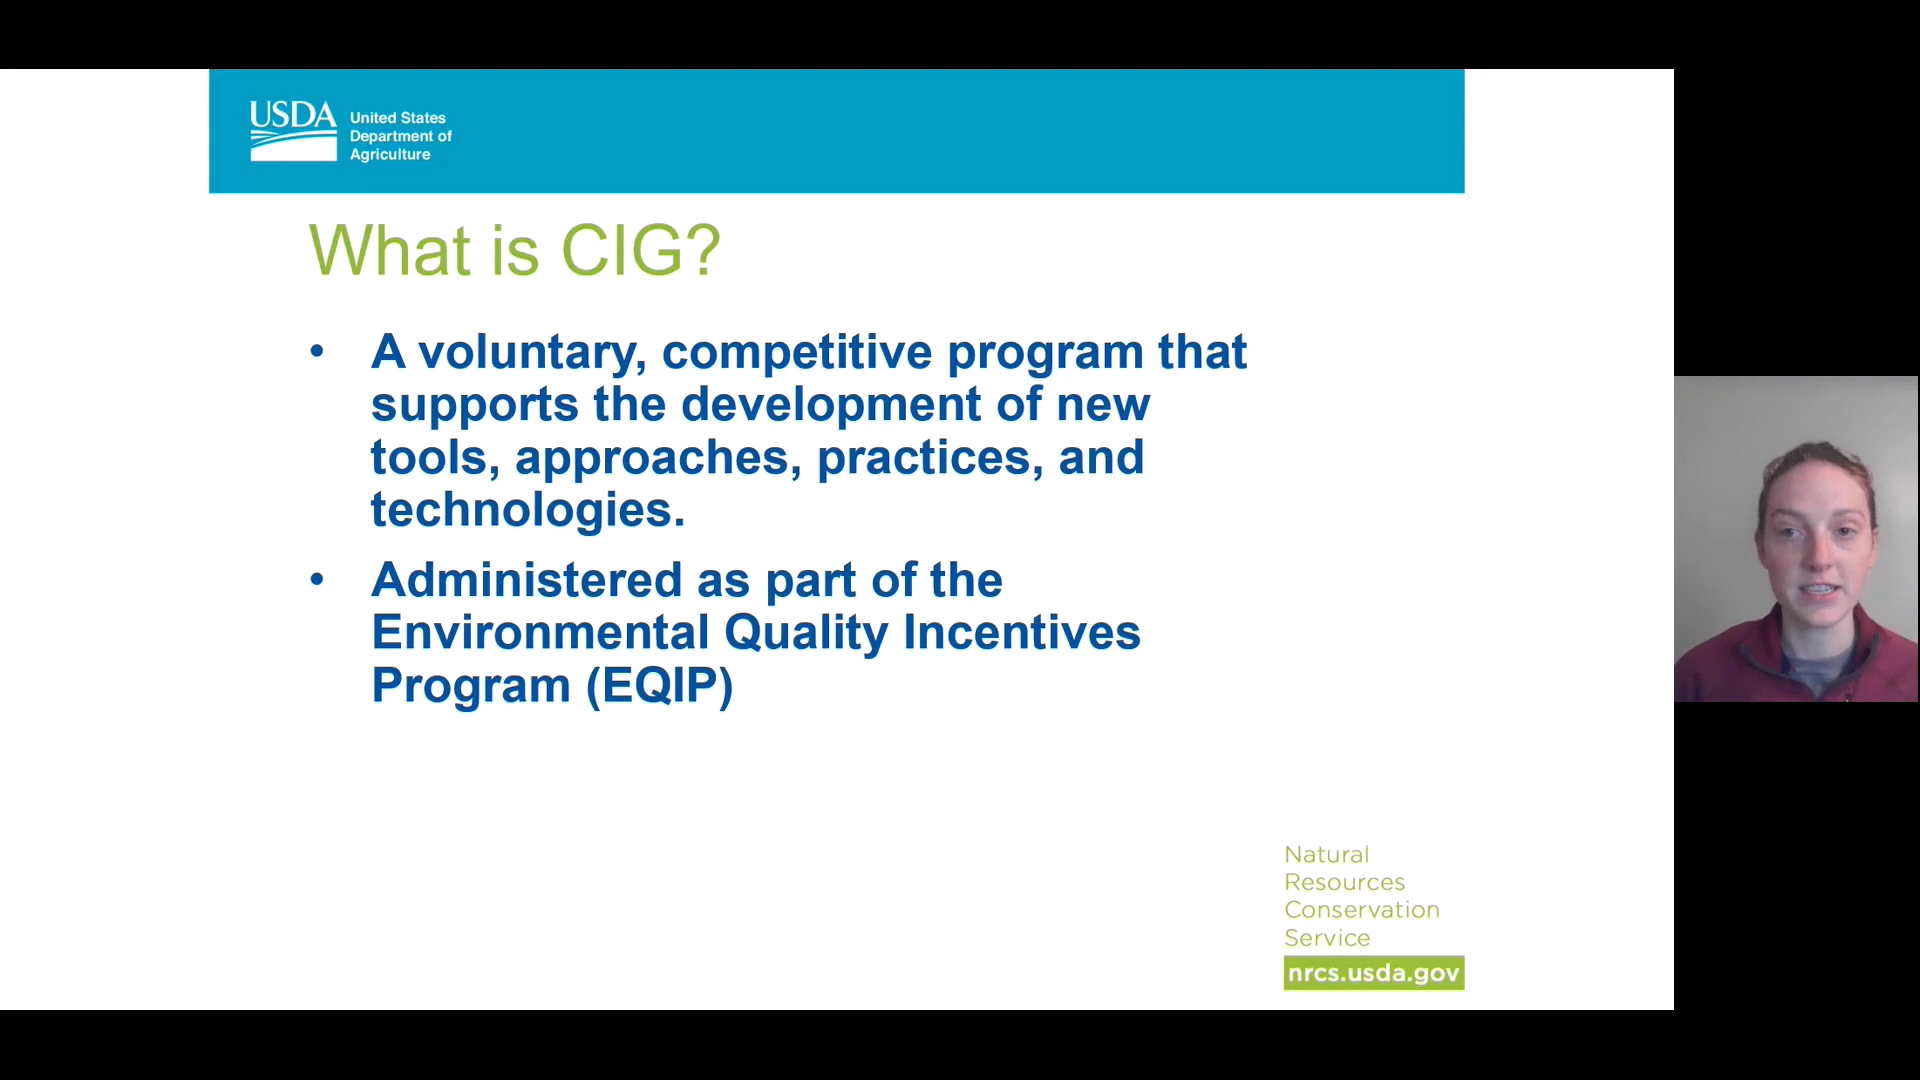 USDA
United States
Department of
Agriculture
What is CIG?
• A voluntary, competitive program that
supports the development of new
tools, approaches, practices, and
technologies.
• Administered as part of the
Environmental Quality Incentives
Program (EQIP)
Natural
Resources
Conservation
Service
nrcs.usda.gov